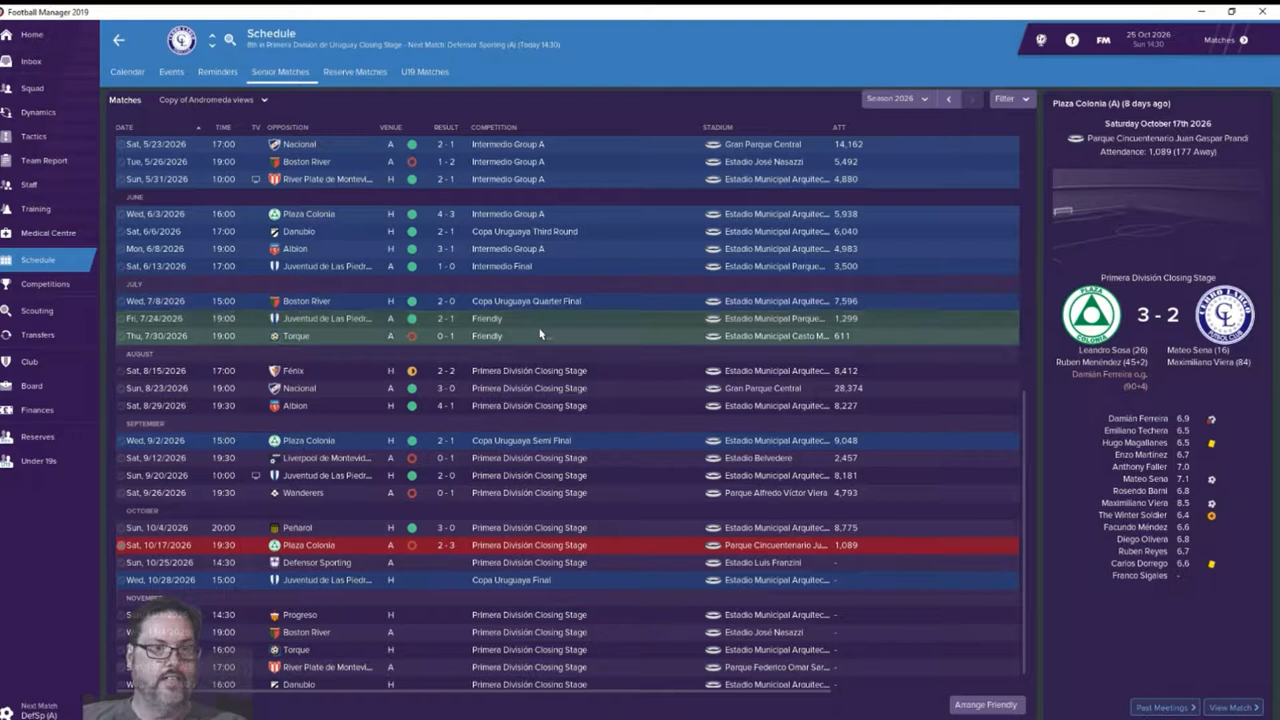 Football Manager 2019
Home
Inbox
Squad
Dynamics
Tactics
Team Report
Staff
Training
Medical Centre
Schedule
Competitions
Scouting
Transfers
Club
Board
Finances
Reserves
Under 19s
Next Match
DefSp (A)
Schedule
8th in Primera División de Uruguay Closing Stage - Next Match: Defensor Sporting (A) (Today 14:30)
25 Oct 2026
Sun 14:30
FM
Matches
Calendar Events Reminders Senior Matches Reserve Matches U19 Matches
Matches Copy of Andromeda views Season 2026 Filter
DATE TIME TV OPPOSITION VENUE RESULT COMPETITION STADIUM ATT
Sat, 5/23/2026 17:00 Nacional A 2 - 1 Intermedio Group A Gran Parque Central 14,162
Tue, 5/26/2026 19:00 Boston River A 1 - 2 Intermedio Group A Estadio José Nasazzi 5,492
Sun, 5/31/2026 10:00 River Plate de Montevi... A 2 - 1 Intermedio Group A Estadio Municipal Arquitec... 4,880
JUNE
Wed, 6/3/2026 16:00 Plaza Colonia H 4 - 3 Intermedio Group A Estadio Municipal Arquitec... 5,938
Sat, 6/6/2026 17:00 Danubio H 2 - 1 Copa Uruguaya Third Round Estadio Municipal Arquitec... 6,040
Mon, 6/8/2026 19:00 Albion H 3 - 1 Intermedio Group A Estadio Municipal Arquitec... 4,983
Sat, 6/13/2026 17:00 Juventud de Las Piedr... A 1 - 0 Intermedio Final Estadio Municipal Parque... 3,500
JULY
Wed, 7/8/2026 15:00 Boston River H 2 - 0 Copa Uruguaya Quarter Final Estadio Municipal Arquitec... 7,596
Fri, 7/24/2026 19:00 Juventud de Las Piedr... A 2 - 1 Friendly Estadio Municipal Parque... 1,299
Thu, 7/30/2026 19:00 Torque A 0 - 1 Friendly Estadio Municipal Casto M... 611
AUGUST
Sat, 8/15/2026 17:00 Fénix H 2 - 2 Primera División Closing Stage Estadio Municipal Arquitec... 8,412
Sun, 8/23/2026 19:00 Nacional A 3 - 0 Primera División Closing Stage Gran Parque Central 28,374
Sat, 8/29/2026 19:30 Albion H 4 - 1 Primera División Closing Stage Estadio Municipal Arquitec... 8,227
SEPTEMBER
Wed, 9/2/2026 15:00 Plaza Colonia H 2 - 1 Copa Uruguaya Semi Final Estadio Municipal Arquitec... 9,048
Sat, 9/12/2026 19:30 Liverpool de Montevid... A 0 - 1 Primera División Closing Stage Estadio Belvedere 2,457
Sun, 9/20/2026 10:00 Juventud de Las Piedr... H 2 - 0 Primera División Closing Stage Estadio Municipal Arquitec... 8,181
Sat, 9/26/2026 19:30 Wanderers A 0 - 1 Primera División Closing Stage Parque Alfredo Víctor Viera 4,793
OCTOBER
Sun, 10/4/2026 20:00 Peñarol H 3 - 0 Primera División Closing Stage Estadio Municipal Arquitec... 8,775
Sat, 10/17/2026 19:30 Plaza Colonia A 2 - 3 Primera División Closing Stage Parque Cincuentenario Ju... 1,089
Sun, 10/25/2026 14:30 Defensor Sporting A Primera División Closing Stage Estadio Luis Franzini -
Wed, 10/28/2026 15:00 Juventud de Las Piedr... H Copa Uruguaya Final Estadio Municipal Arquitec... -
NOVEMBER
14:30 Progreso H Primera División Closing Stage Estadio Municipal Arquitec... -
19:00 Boston River A Primera División Closing Stage Estadio José Nasazzi -
16:00 Torque H Primera División Closing Stage Estadio Municipal Arquitec... -
17:00 River Plate de Montevi... A Primera División Closing Stage Parque Federico Omar Sar... -
16:00 Danubio H Primera División Closing Stage Estadio Municipal Arquitec... -
Arrange Friendly
Plaza Colonia (A) (8 days ago)
Saturday October 17th 2026
Parque Cincuentenario Juan Gaspar Prandi
Attendance: 1,089 (177 Away)
Primera División Closing Stage
PLAZA COLONIA
3 - 2
Leandro Sosa (26) Mateo Sena (16)
Ruben Menéndez (45+2) Maximiliano Viera (84)
Damián Ferreira o.g.
(90+4)
Damián Ferreira 6.9
Emiliano Techera 6.5
Hugo Magallanes 6.5
Enzo Martínez 6.7
Anthony Faller 7.0
Mateo Sena 7.1
Rosendo Barni 6.8
Maximiliano Viera 8.5
The Winter Soldier 6.4
Facundo Méndez 6.6
Diego Olivera 6.8
Ruben Reyes 6.7
Carlos Dorrego 6.6
Franco Sigales -
Past Meetings > View Match >